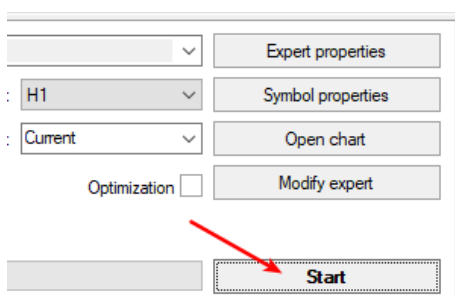 Expert properties
: H1 Symbol properties
: Current Open chart
Optimization Modify expert
Start